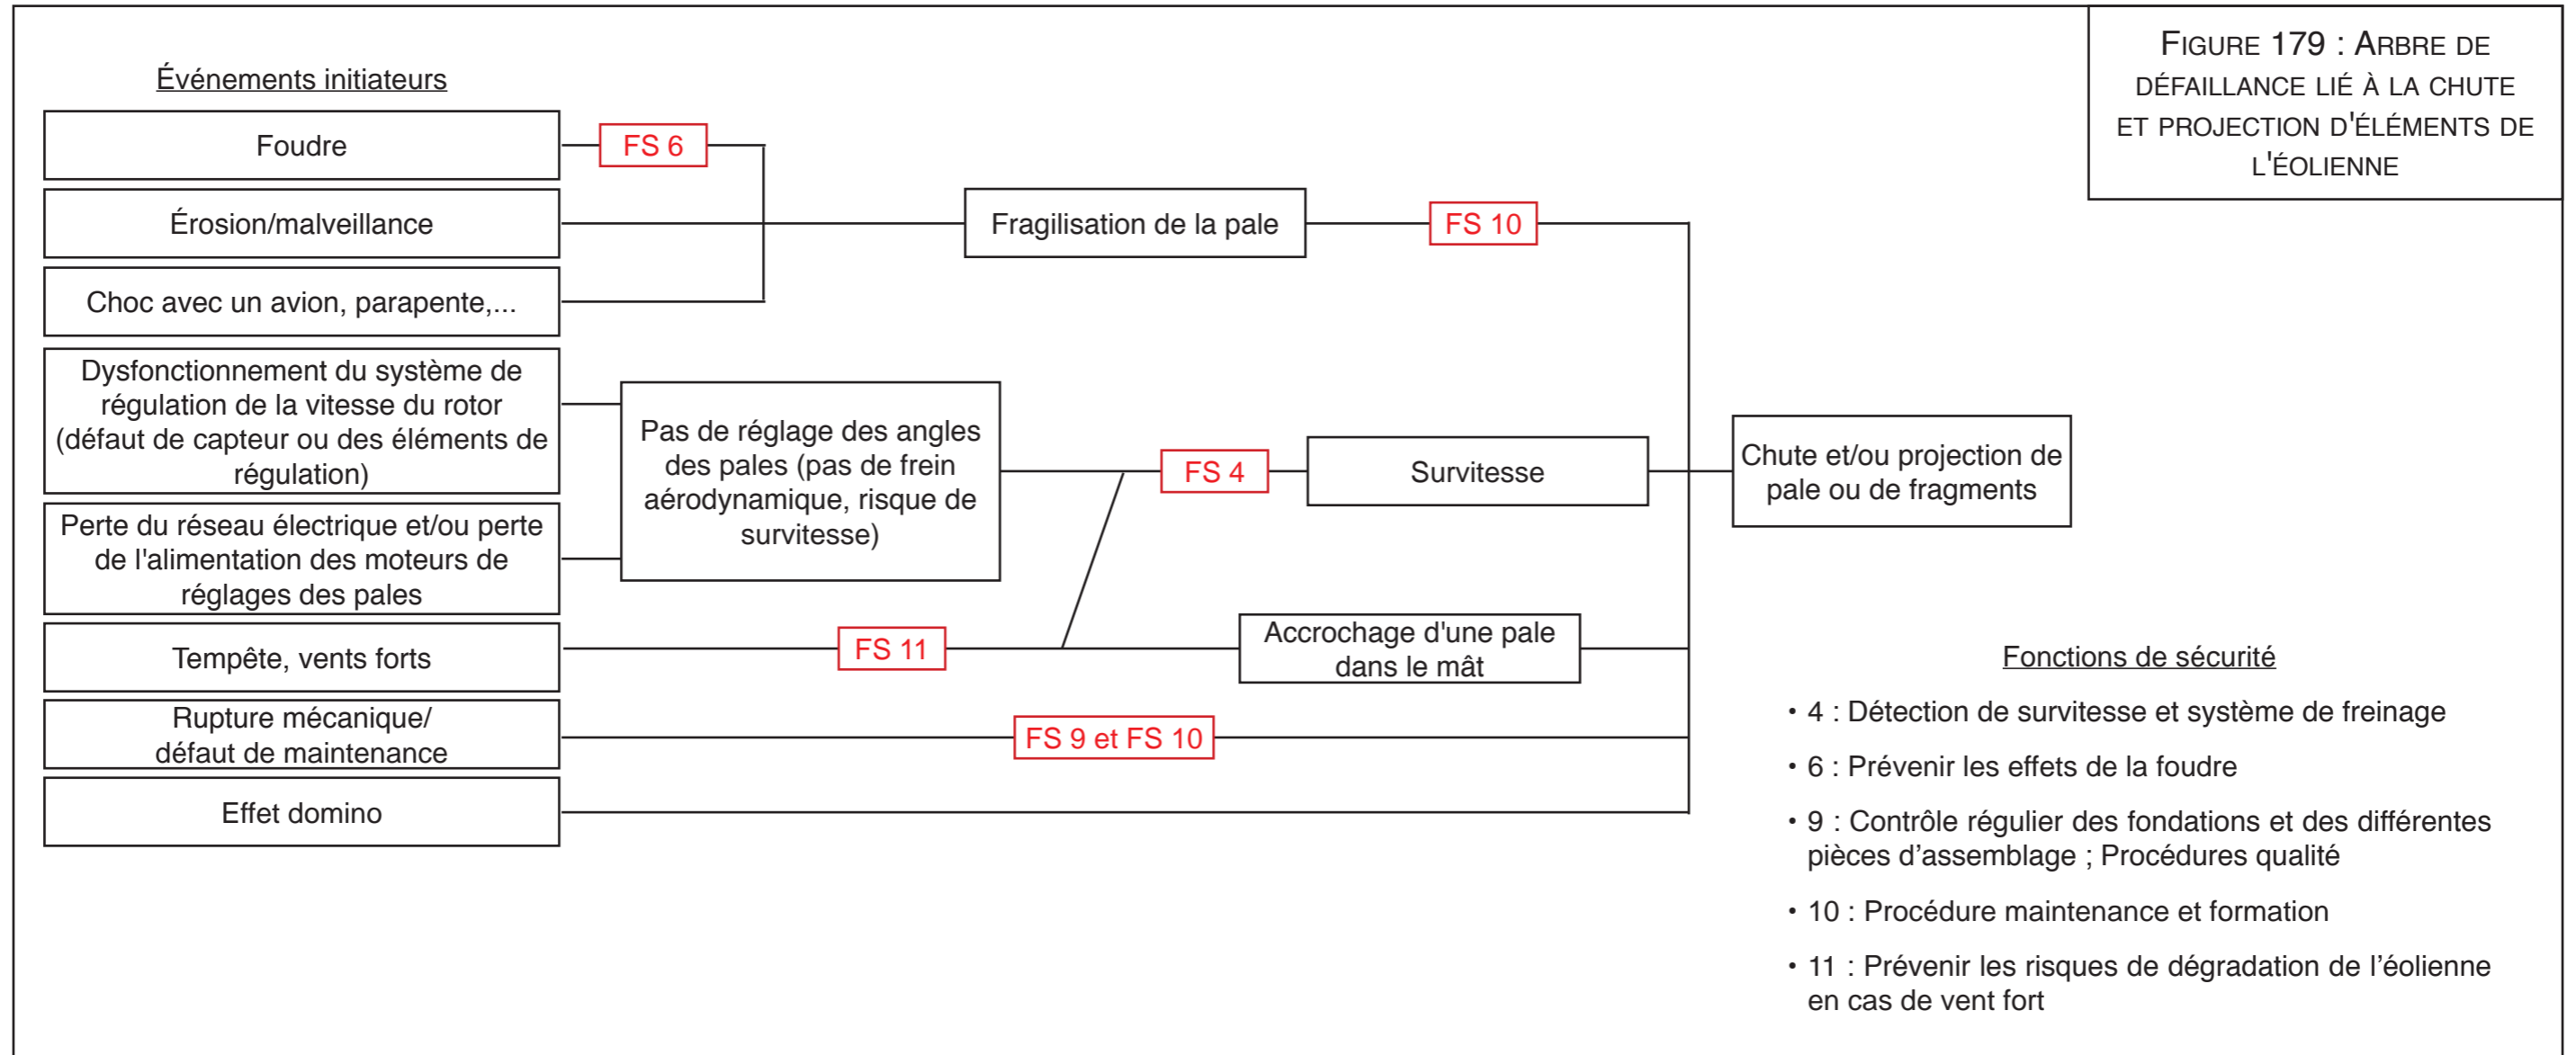 FIGURE 179 : ARBRE DE
DÉFAILLANCE LIÉ À LA CHUTE
ET PROJECTION D'ÉLÉMENTS DE
L'ÉOLIENNE
Événements initiateurs
Foudre
FS 6
Érosion/malveillance
Fragilisation de la pale
FS 10
Choc avec un avion, parapente,...
Dysfonctionnement du système de
régulation de la vitesse du rotor
(défaut de capteur ou des éléments de
régulation)
Perte du réseau électrique et/ou perte
de l'alimentation des moteurs de
réglages des pales
Pas de réglage des angles
des pales (pas de frein
aérodynamique, risque de
survitesse)
FS 4
Survitesse
Chute et/ou projection de
pale ou de fragments
Tempête, vents forts
FS 11
Accrochage d'une pale
dans le mât
Rupture mécanique/
défaut de maintenance
FS 9 et FS 10
Effet domino
Fonctions de sécurité
• 4 : Détection de survitesse et système de freinage
• 6 : Prévenir les effets de la foudre
• 9 : Contrôle régulier des fondations et des différentes
pièces d’assemblage ; Procédures qualité
• 10 : Procédure maintenance et formation
• 11 : Prévenir les risques de dégradation de l’éolienne
en cas de vent fort